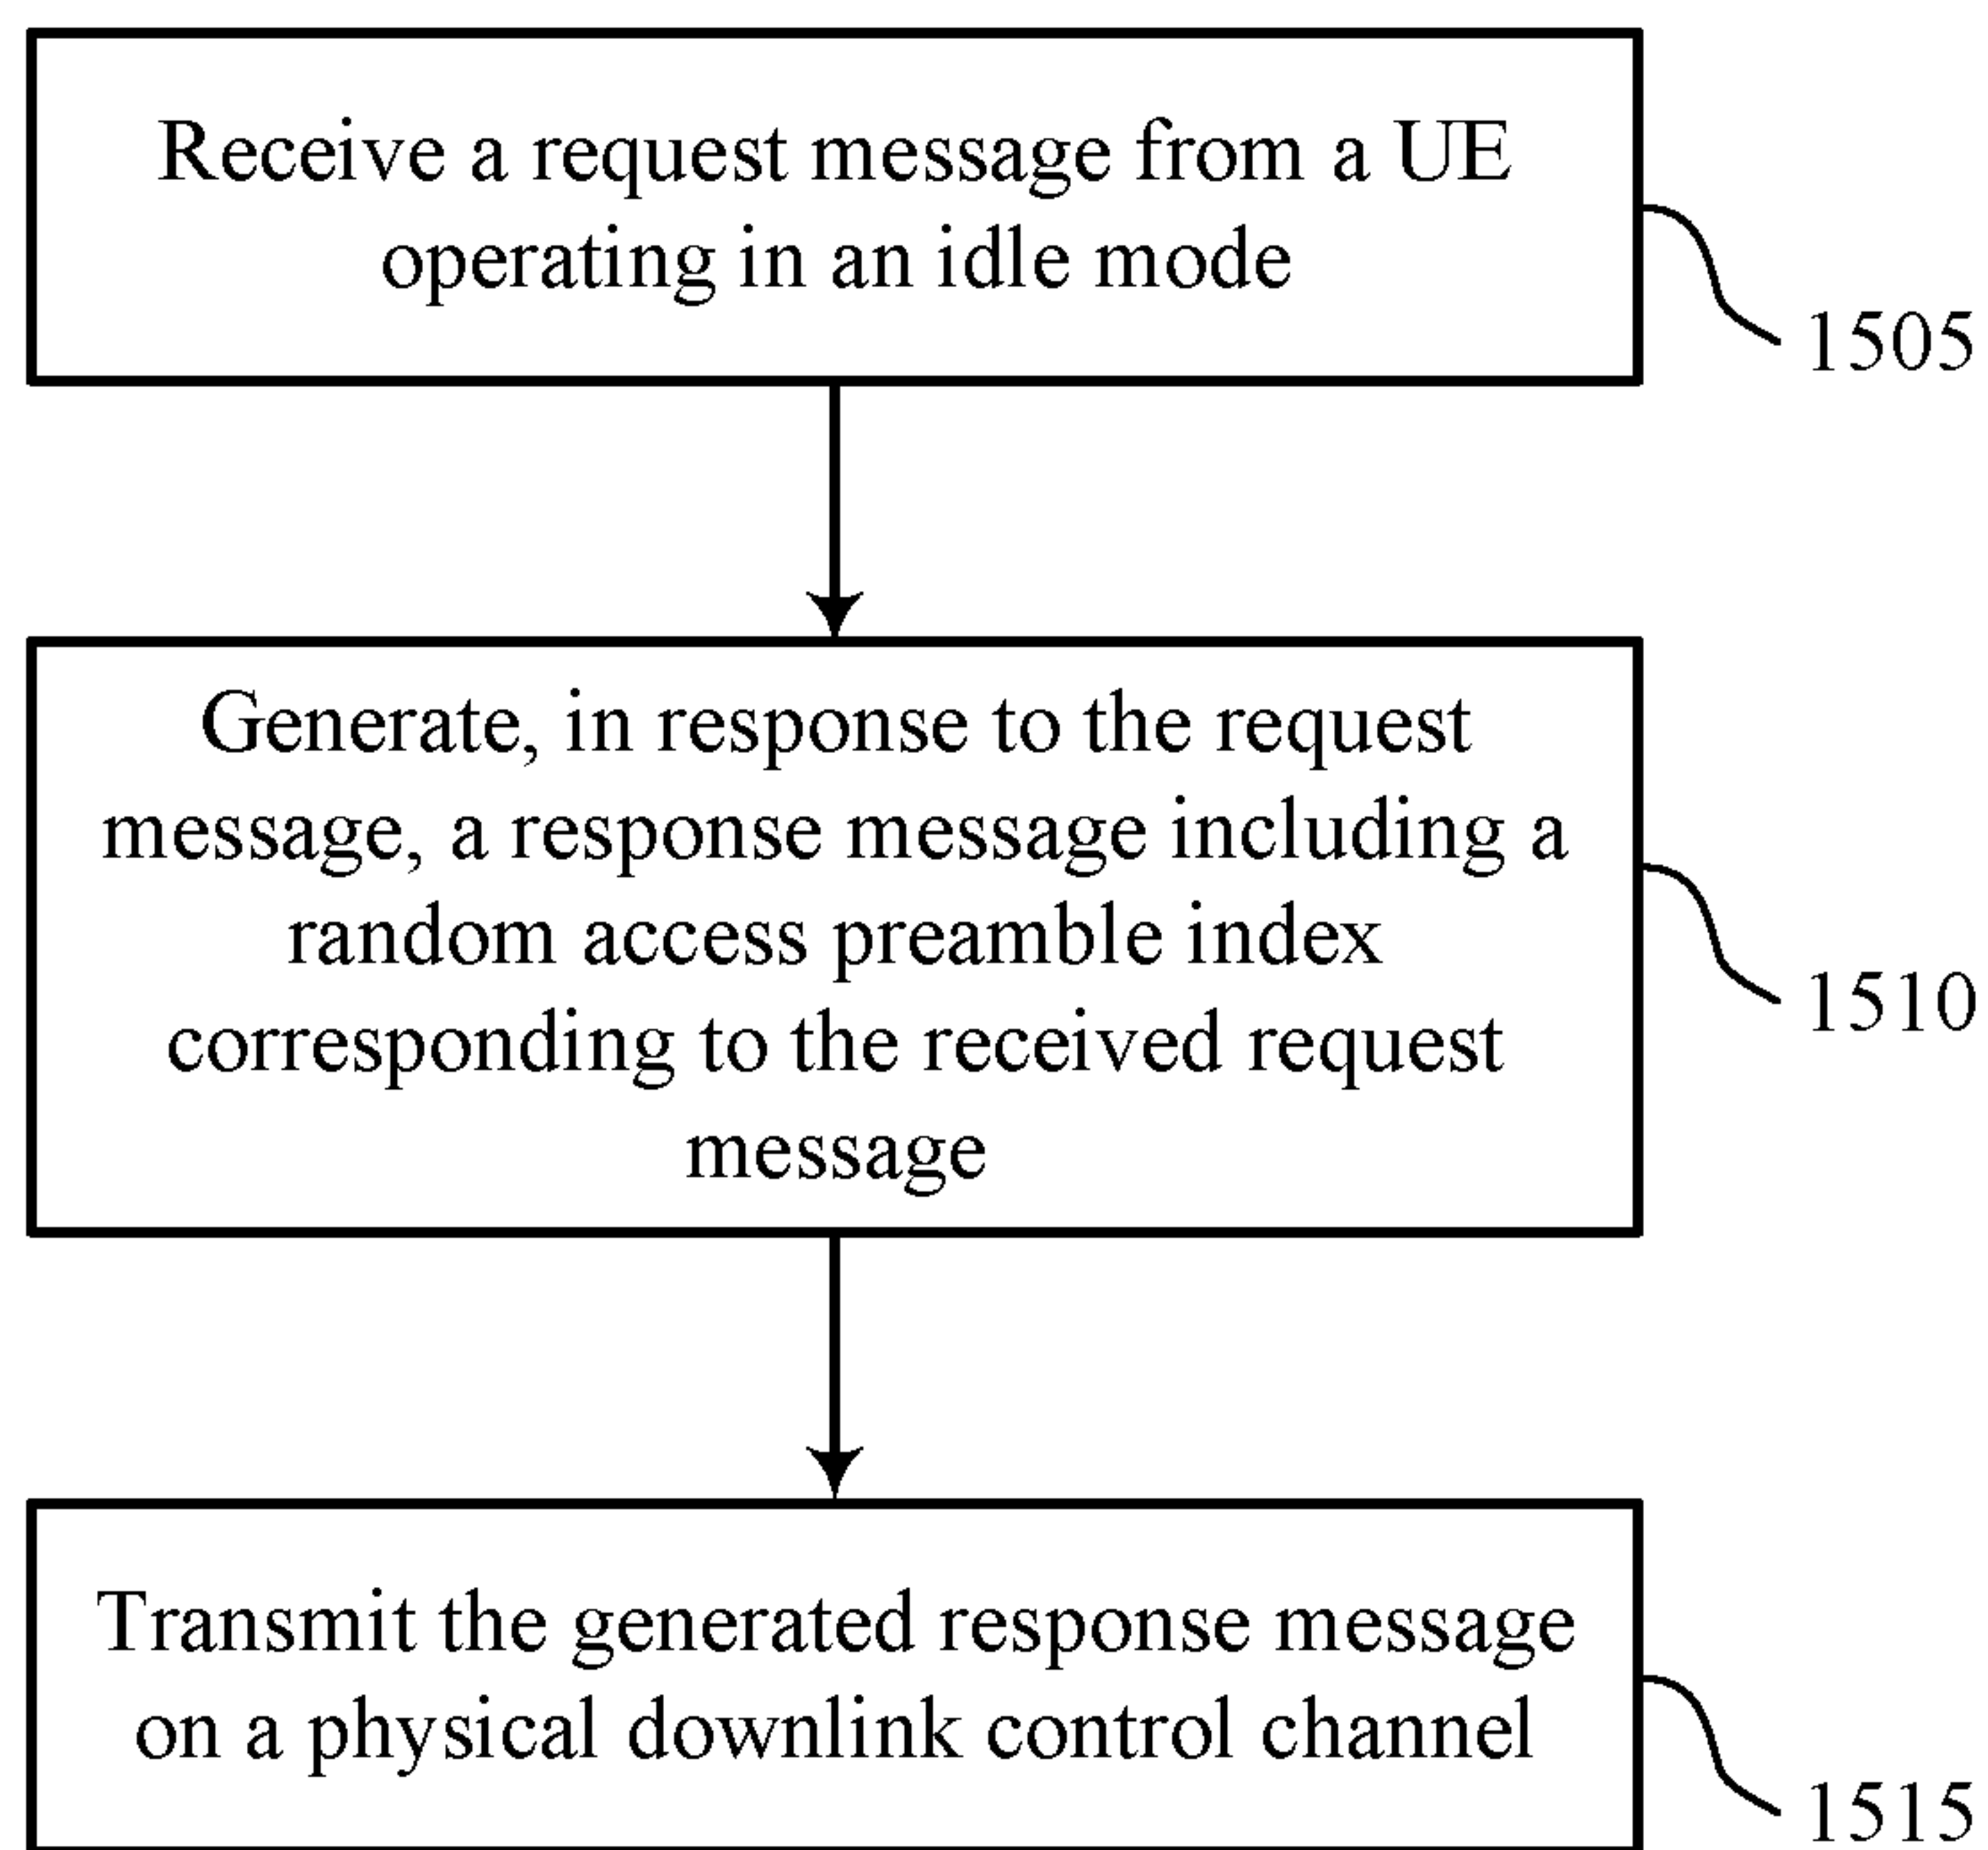 Receive a request message from a UE
operating in an idle mode
1505
Generate, in response to the request
message, a response message including a
random access preamble index
corresponding to the received request
message
1510
Transmit the generated response message
on a physical downlink control channel
1515